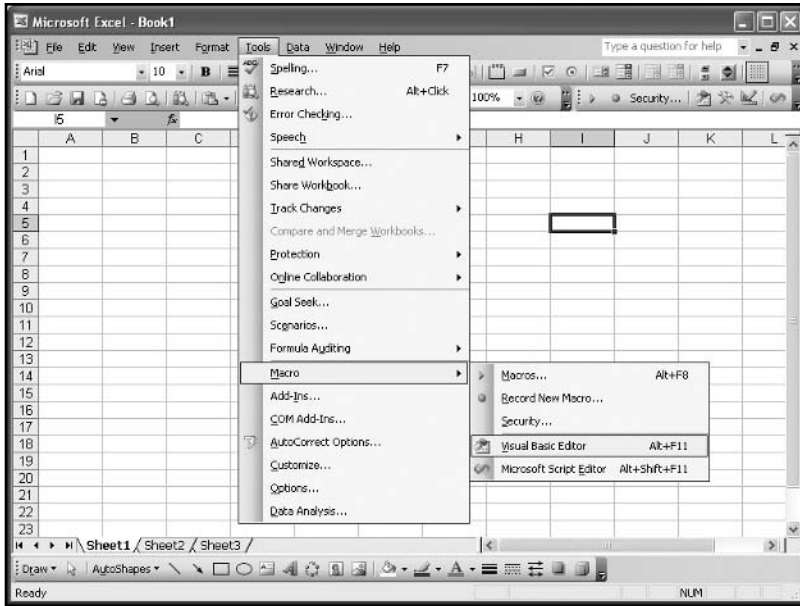 Microsoft Excel - Book1
File Edit View Insert Format Tools Data Window Help
Type a question for help
Arial 10 B
100% Security...
I5 fx
A B C H I J K L
1
2
3
4
5
6
7
8
9
10
11
12
13
14
15
16
17
18
19
20
21
22
23
Spelling... F7
Research... Alt+Click
Error Checking...
Speech
Shared Workspace...
Share Workbook...
Track Changes
Compare and Merge Workbooks...
Protection
Online Collaboration
Goal Seek...
Scenarios...
Formula Auditing
Macro
Add-Ins...
COM Add-Ins...
AutoCorrect Options...
Customize...
Options...
Data Analysis...
Macros... Alt+F8
Record New Macro...
Security...
Visual Basic Editor Alt+F11
Microsoft Script Editor Alt+Shift+F11
Sheet1 Sheet2 Sheet3
Draw AutoShapes A A
Ready NUM